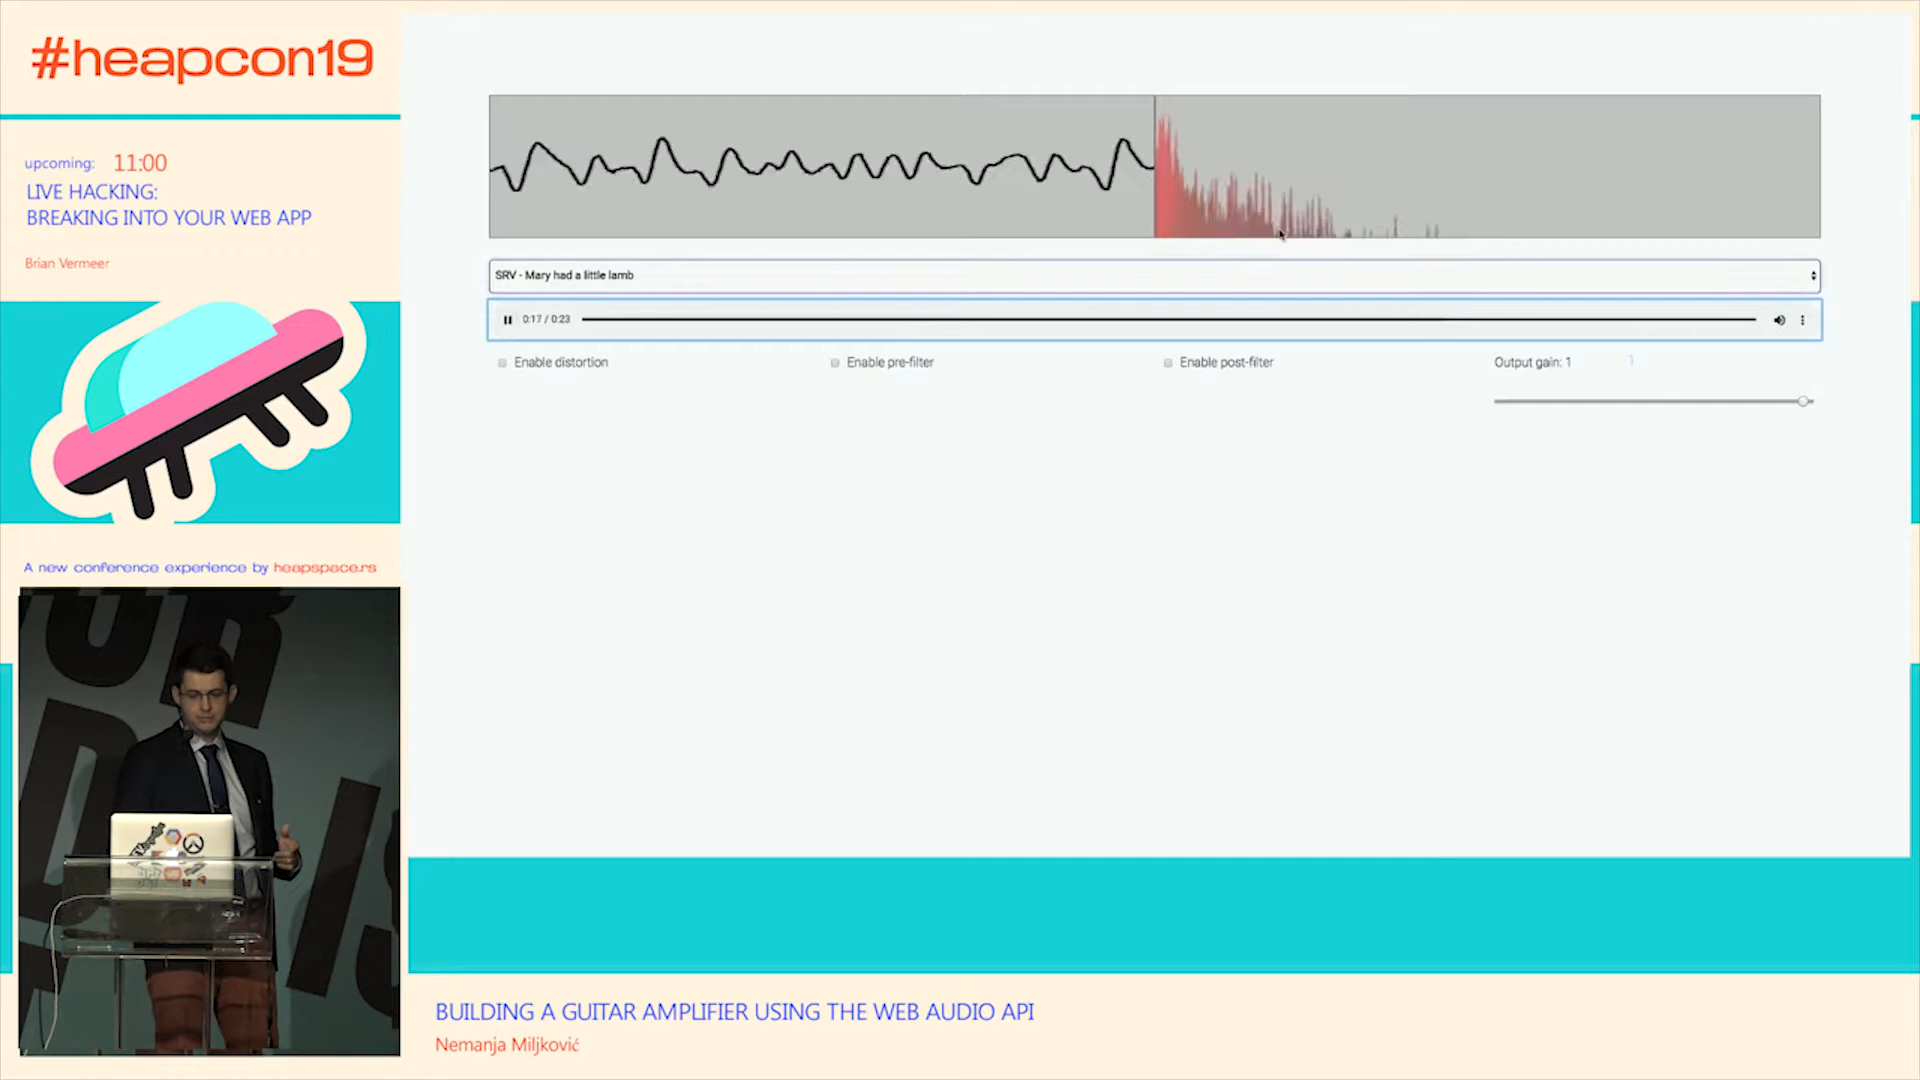 #heapcon19
upcoming: 11:00
LIVE HACKING:
BREAKING INTO YOUR WEB APP
Brian Vermeer
A new conference experience by heapspace.rs
SRV - Mary had a little lamb
0:17 / 0:23
Enable distortion
Enable pre-filter
Enable post-filter
Output gain: 1
BUILDING A GUITAR AMPLIFIER USING THE WEB AUDIO API
Nemanja Miljković